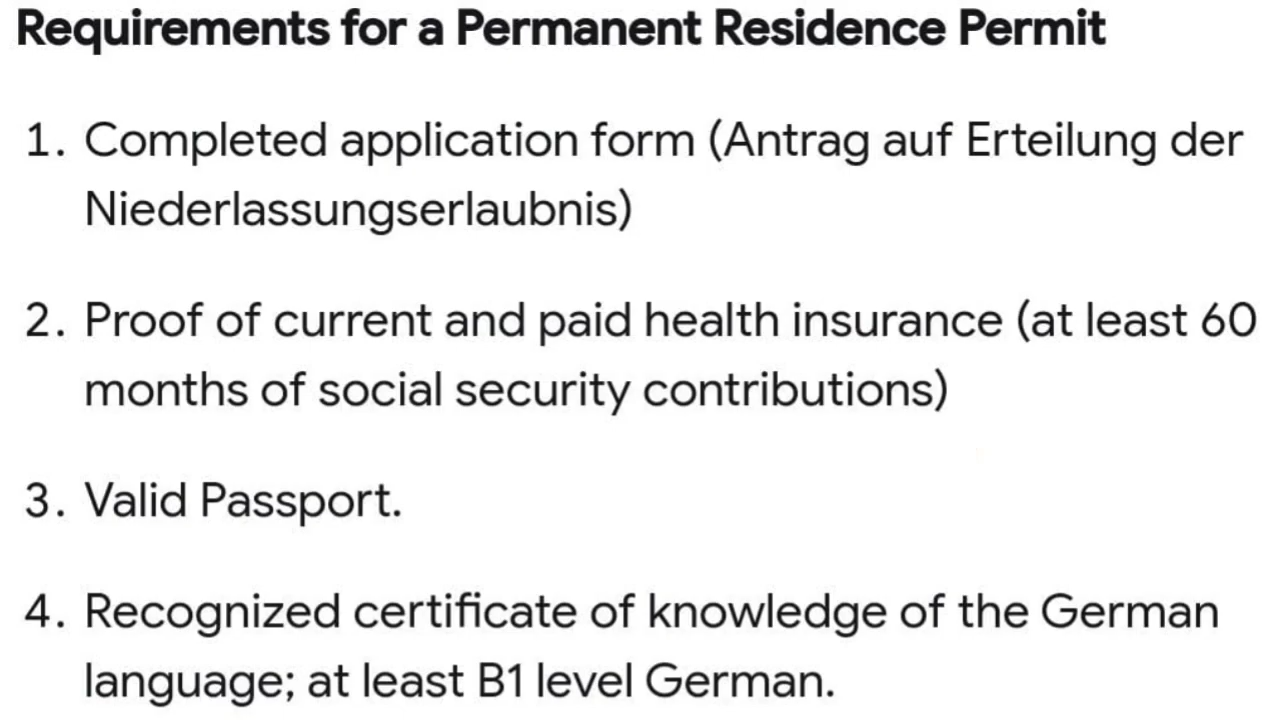 Requirements for a Permanent Residence Permit
1. Completed application form (Antrag auf Erteilung der
Niederlassungserlaubnis)
2. Proof of current and paid health insurance (at least 60
months of social security contributions)
3. Valid Passport.
4. Recognized certificate of knowledge of the German
language; at least B1 level German.